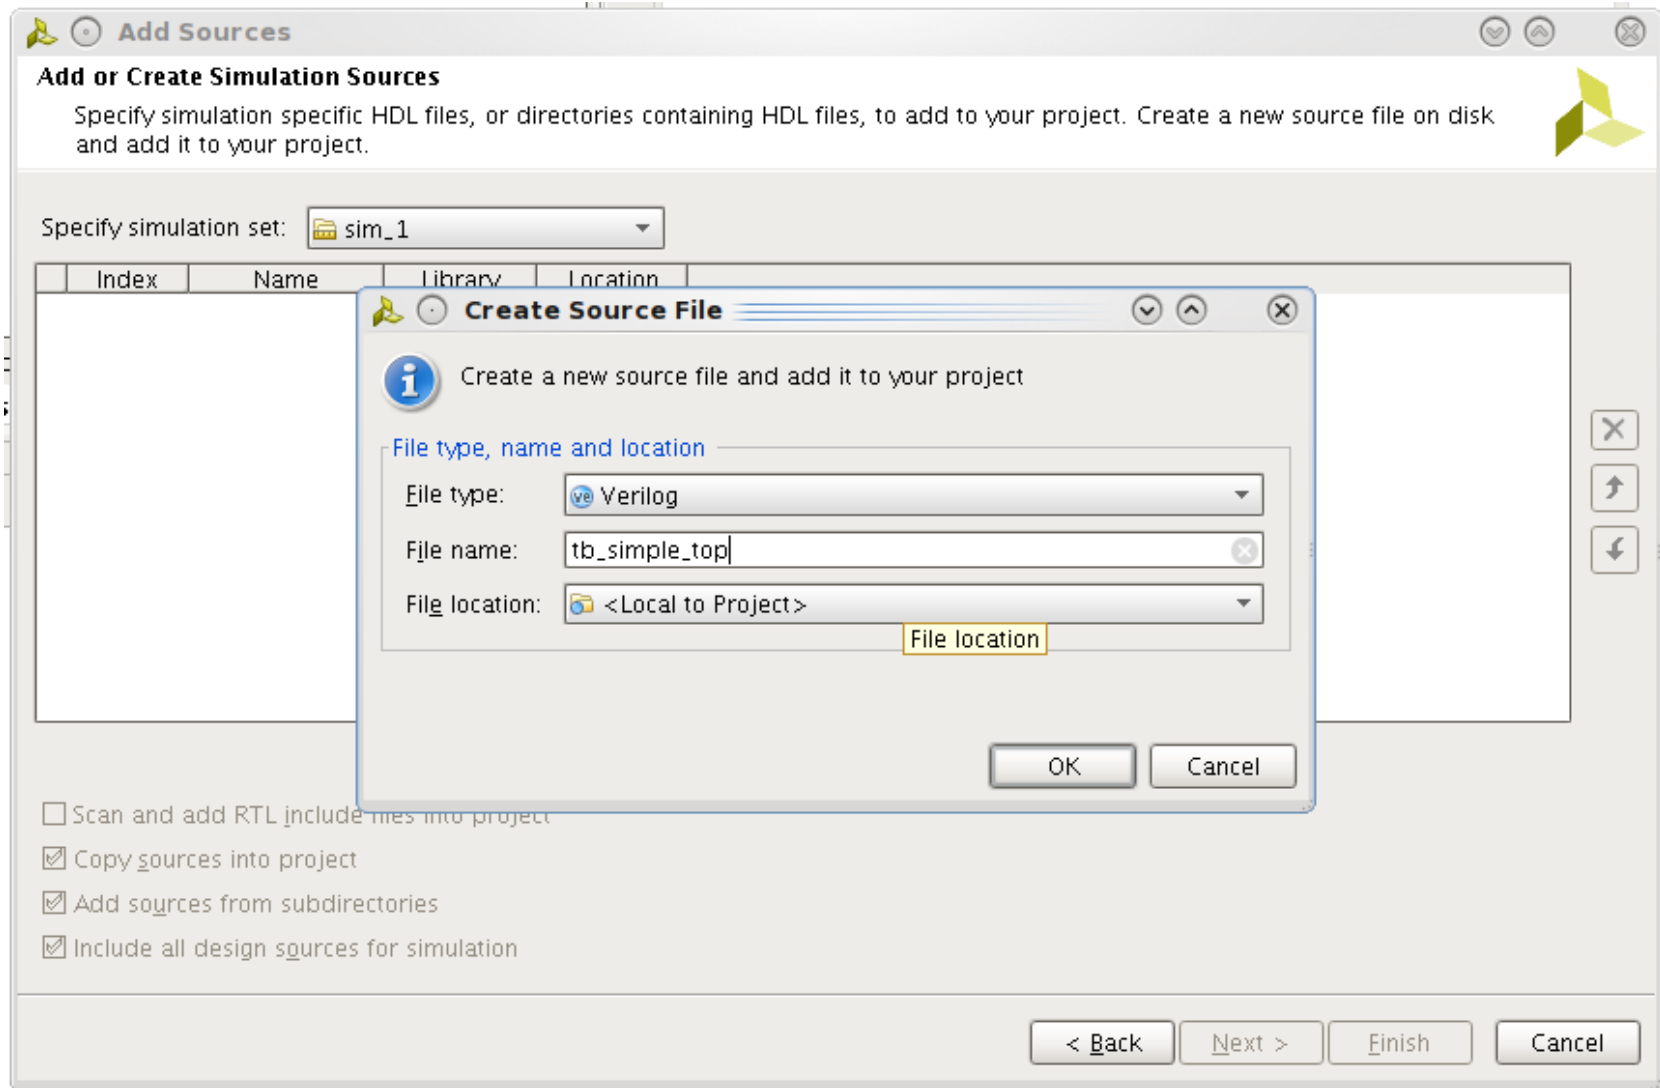 Add Sources
Add or Create Simulation Sources
Specify simulation specific HDL files, or directories containing HDL files, to add to your project. Create a new source file on disk
and add it to your project.
Specify simulation set: sim_1
Index Name Library Location
Create Source File
Create a new source file and add it to your project
File type, name and location
File type: ve Verilog
File name: tb_simple_top
File location: <Local to Project>
File location
OK Cancel
Scan and add RTL include files into project
Copy sources into project
Add sources from subdirectories
Include all design sources for simulation
< Back Next > Finish Cancel